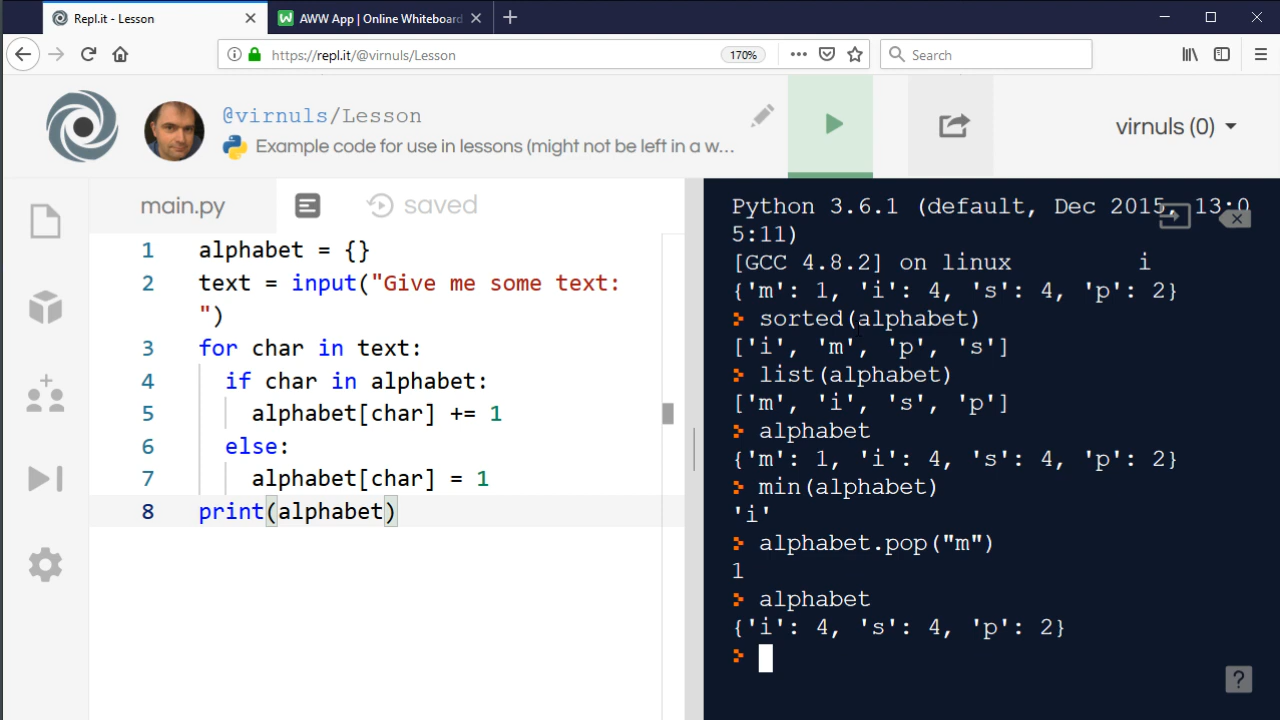 Repl.it - Lesson
AWW App | Online Whiteboard
https://repl.it/@virnuls/Lesson
170%
Search
@virnuls/Lesson
Example code for use in lessons (might not be left in a w...
virnuls (0)
main.py
saved
1 alphabet = {}
2 text = input("Give me some text:
")
3 for char in text:
4 if char in alphabet:
5 alphabet[char] += 1
6 else:
7 alphabet[char] = 1
8 print(alphabet)
Python 3.6.1 (default, Dec 2015, 13:0
5:11)
[GCC 4.8.2] on linux i
{'m': 1, 'i': 4, 's': 4, 'p': 2}
> sorted(alphabet)
['i', 'm', 'p', 's']
> list(alphabet)
['m', 'i', 's', 'p']
> alphabet
{'m': 1, 'i': 4, 's': 4, 'p': 2}
> min(alphabet)
'i'
> alphabet.pop("m")
1
> alphabet
{'i': 4, 's': 4, 'p': 2}
>
?